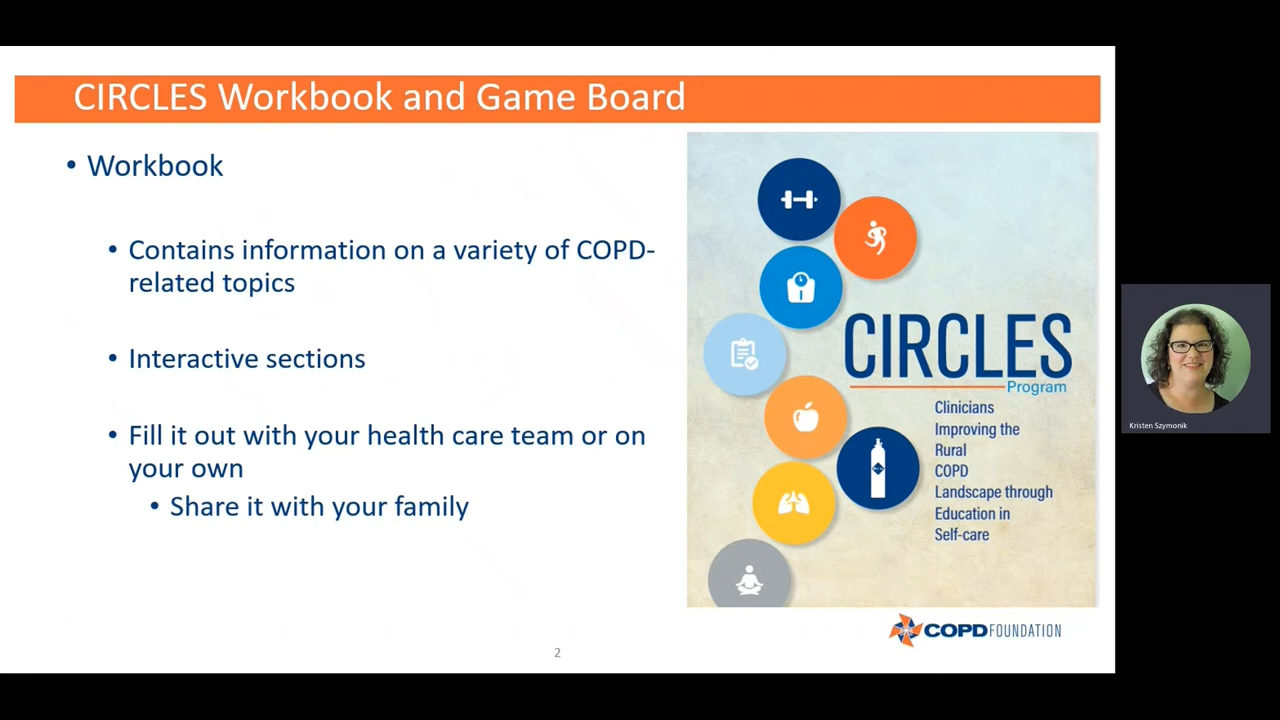 CIRCLES Workbook and Game Board
• Workbook
• Contains information on a variety of COPD-
related topics
• Interactive sections
• Fill it out with your health care team or on
your own
• Share it with your family
CIRCLES
Program
Clinicians
Improving the
Rural
COPD
Landscape through
Education in
Self-care
COPDFOUNDATION
2
Kristen Szymonik